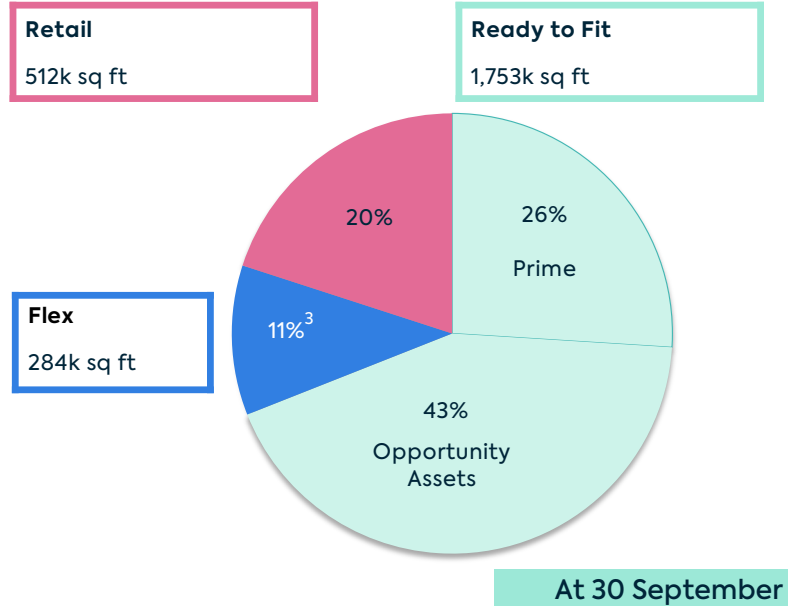 Retail
512k sq ft
Ready to Fit
1,753k sq ft
20%
26%
Prime
Flex
284k sq ft
11%3
43%
Opportunity
Assets
At 30 September